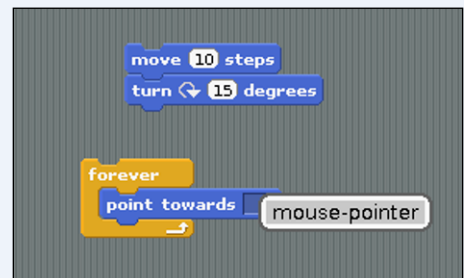 move 10 steps
turn 15 degrees
forever
point towards
mouse-pointer